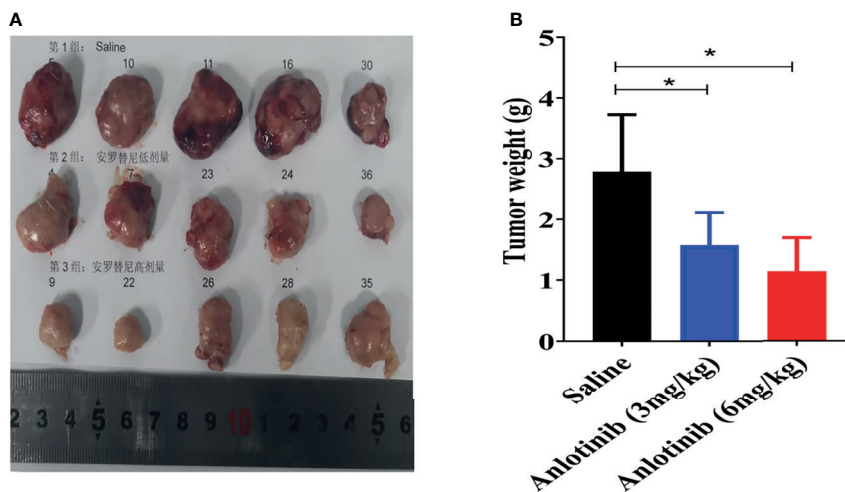 A
第 1 组: Saline
5 10 11 16 30
第 2 组: 安罗替尼低剂量
4 7 23 24 36
第 3 组: 安罗替尼高剂量
9 22 26 28 35
2 3 4 5 6 7 8 9 10 1 2 3 4 5 6
B
Tumor weight (g)
5
4
3
2
1
0
*
*
Saline
Anlotinib (3mg/kg)
Anlotinib (6mg/kg)